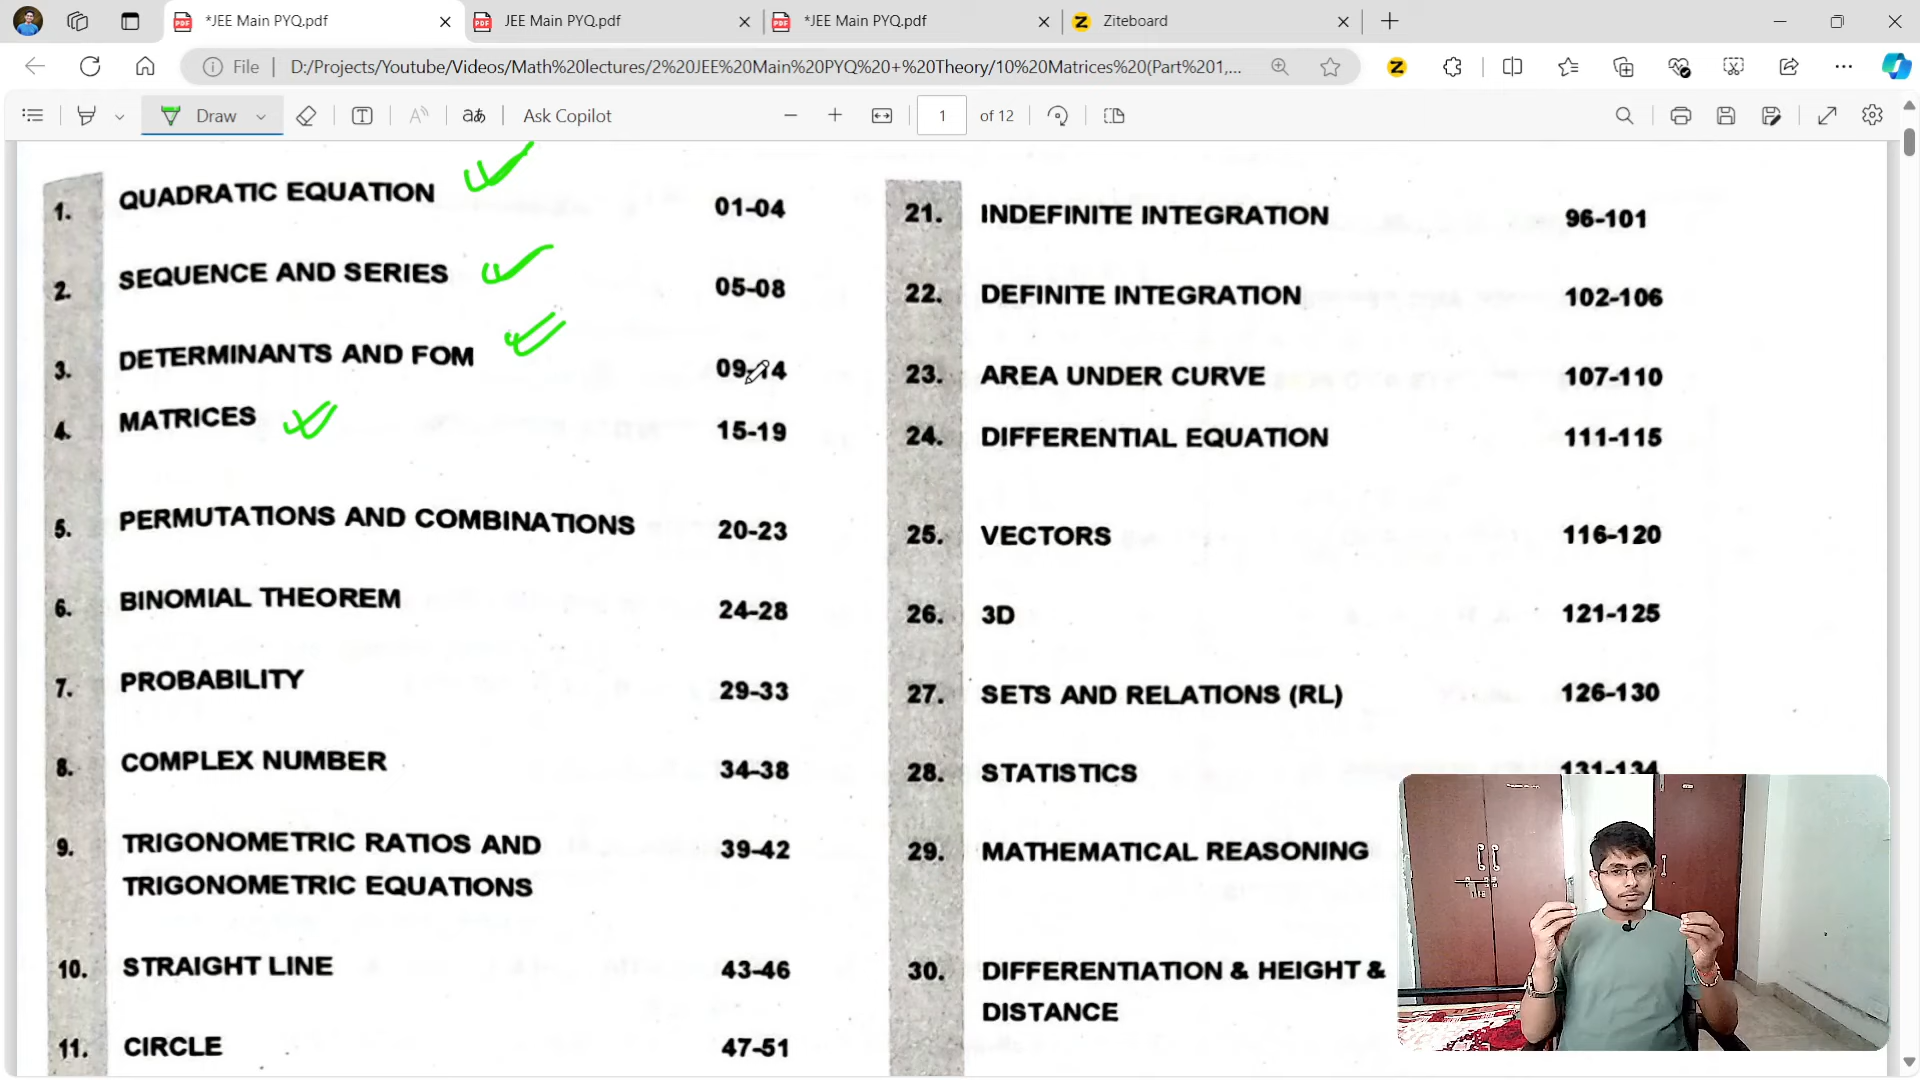 *JEE Main PYQ.pdf
JEE Main PYQ.pdf
*JEE Main PYQ.pdf
Ziteboard
File
D:/Projects/Youtube/Videos/Math%20lectures/2%20JEE%20Main%20PYQ%20+%20Theory/10%20Matrices%20(Part%201,...
Draw
Ask Copilot
1 of 12
1. QUADRATIC EQUATION 01-04
2. SEQUENCE AND SERIES 05-08
3. DETERMINANTS AND FOM 09-14
4. MATRICES 15-19
5. PERMUTATIONS AND COMBINATIONS 20-23
6. BINOMIAL THEOREM 24-28
7. PROBABILITY 29-33
8. COMPLEX NUMBER 34-38
9. TRIGONOMETRIC RATIOS AND 39-42
TRIGONOMETRIC EQUATIONS
10. STRAIGHT LINE 43-46
11. CIRCLE 47-51
21. INDEFINITE INTEGRATION 96-101
22. DEFINITE INTEGRATION 102-106
23. AREA UNDER CURVE 107-110
24. DIFFERENTIAL EQUATION 111-115
25. VECTORS 116-120
26. 3D 121-125
27. SETS AND RELATIONS (RL) 126-130
28. STATISTICS 131-134
29. MATHEMATICAL REASONING
30. DIFFERENTIATION & HEIGHT &
DISTANCE